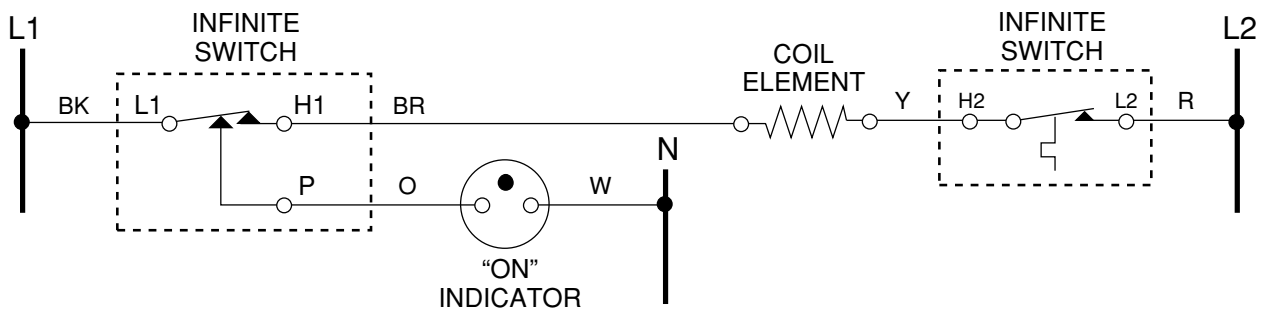 L1
INFINITE
SWITCH
BK
L1
H1
BR
COIL
ELEMENT
Y
INFINITE
SWITCH
H2
L2
R
L2
P
O
W
N
“ON”
INDICATOR